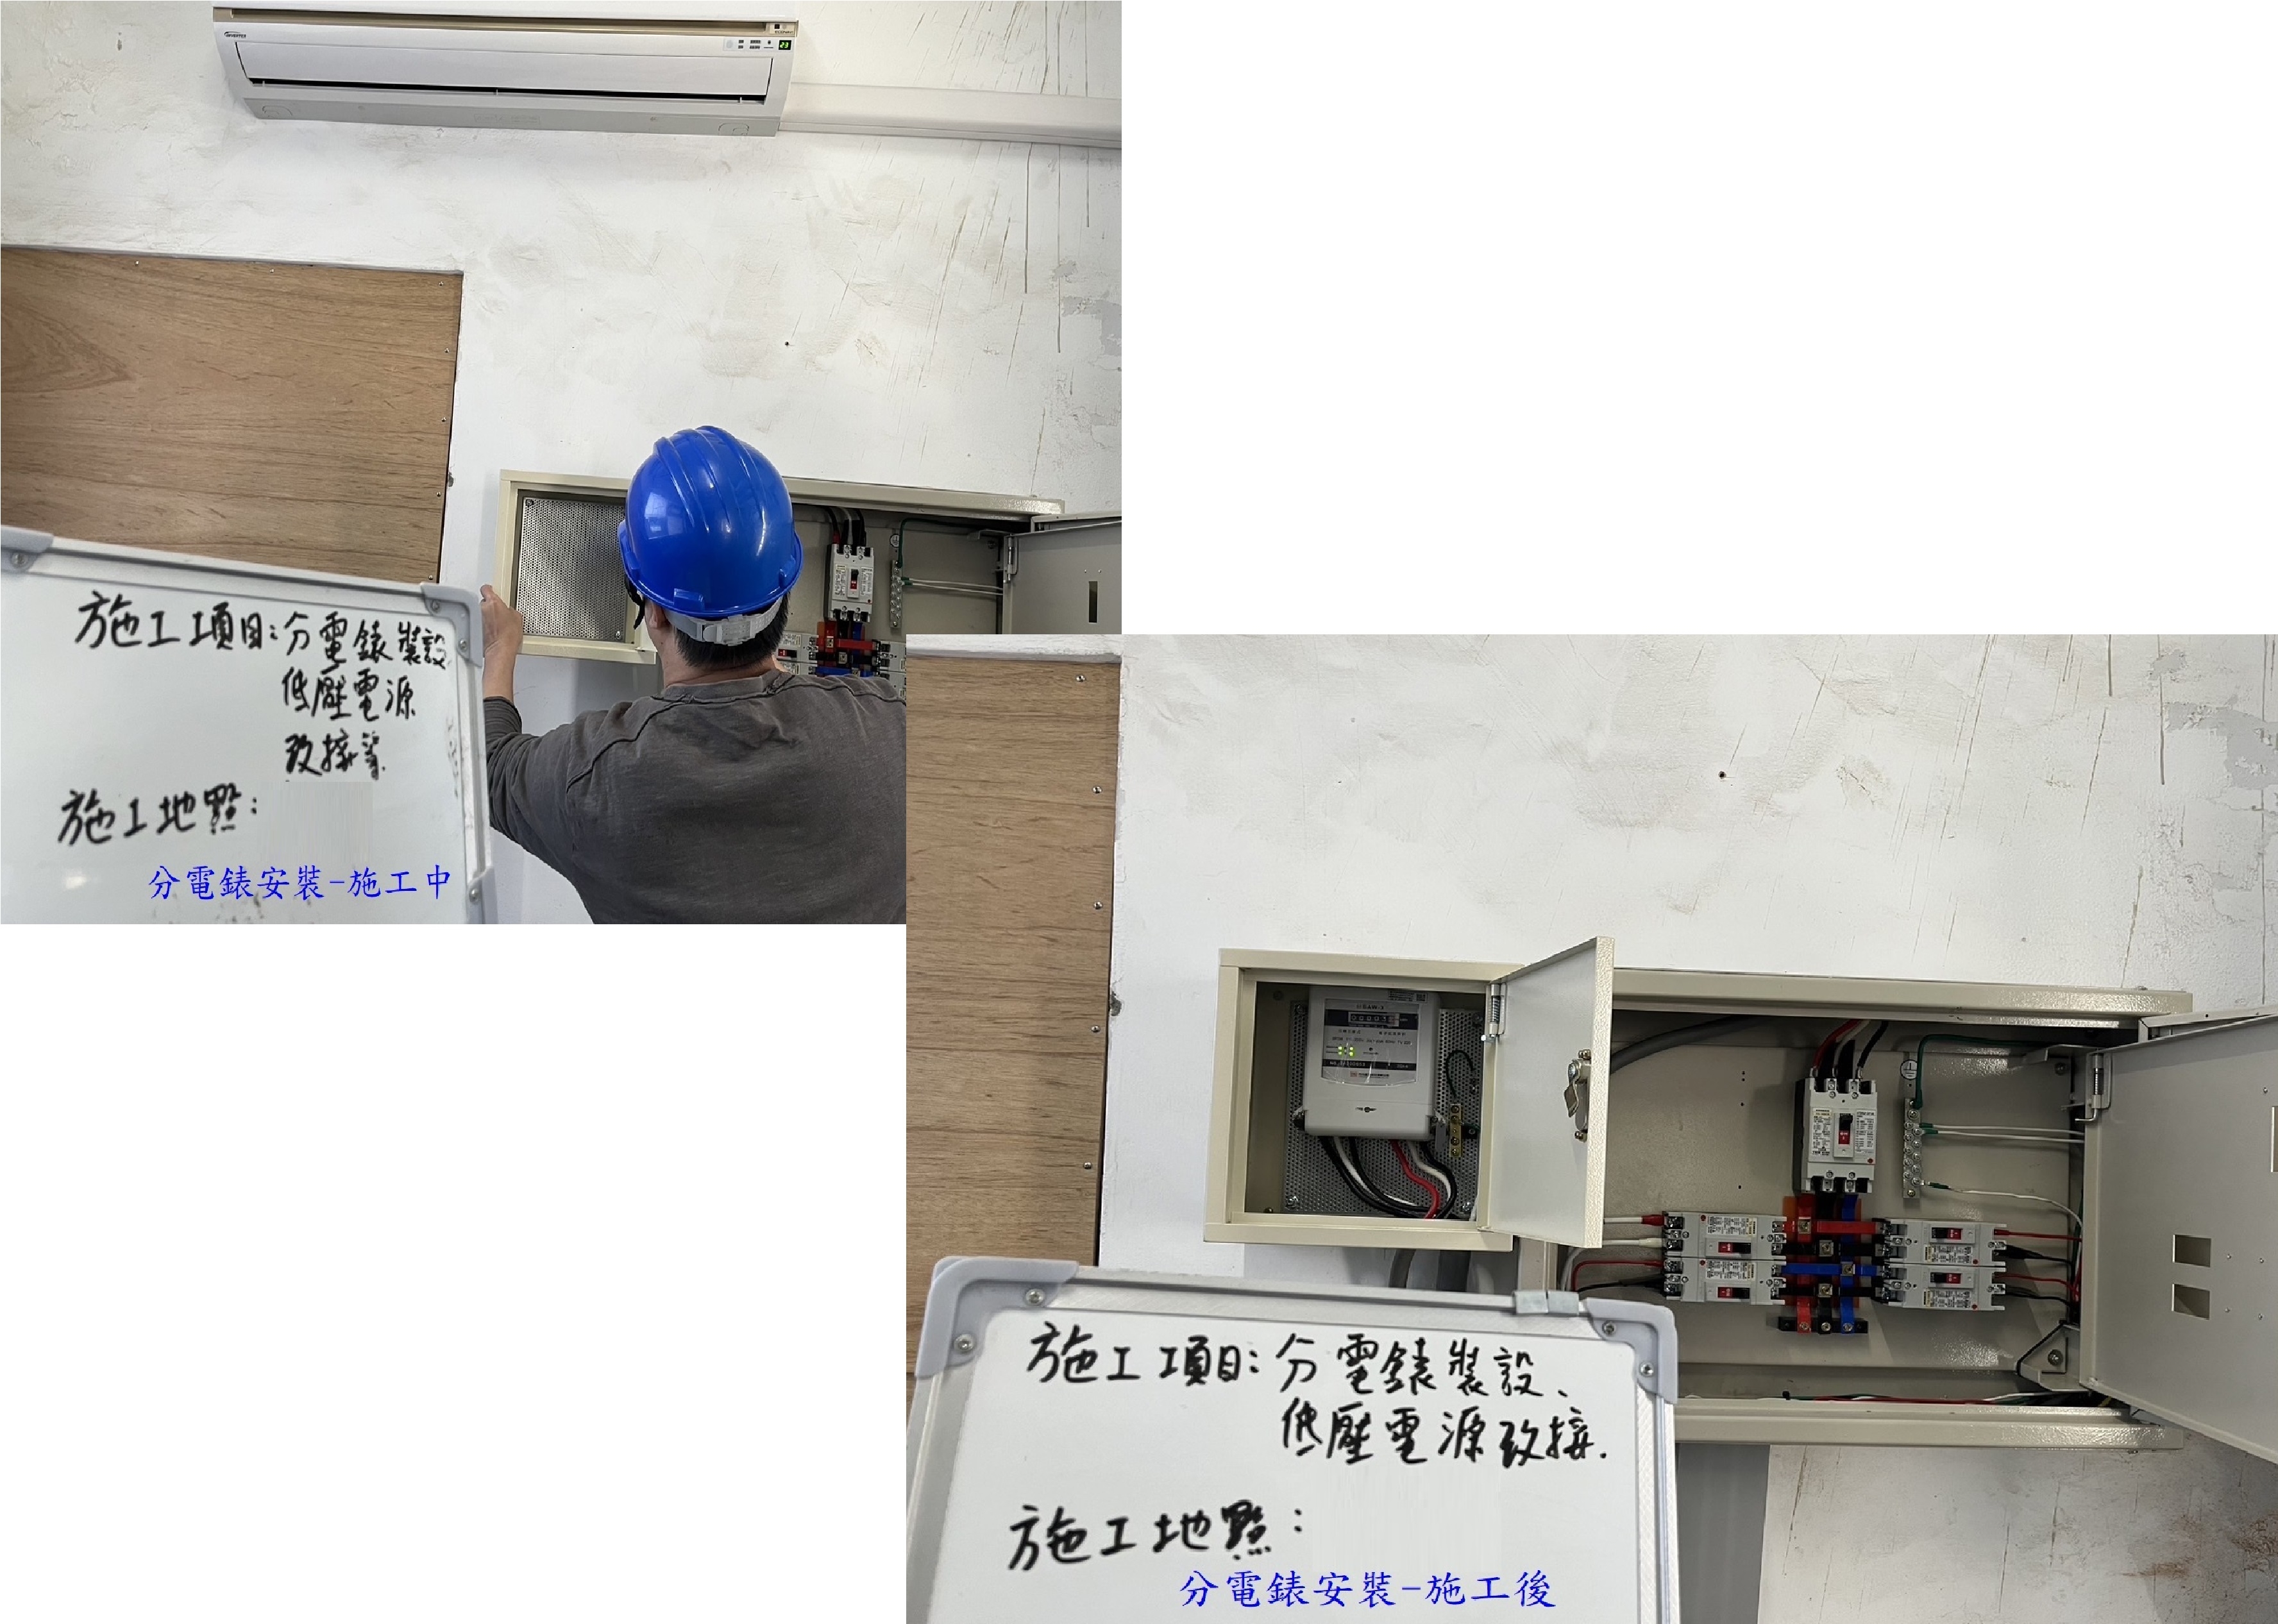 施工項目:分電錶裝設
低壓電源
改接等.
施工地點:
分電錶安裝-施工中
施工項目:分電錶裝設、
低壓電源改接.
施工地點:
分電錶安裝-施工後